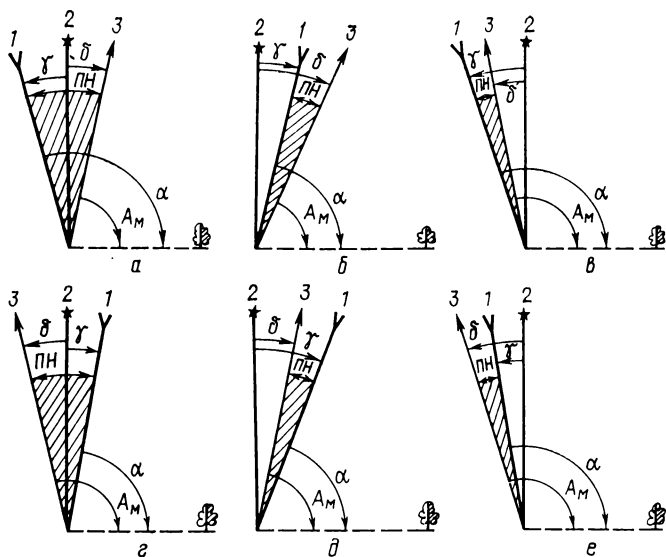 1 2 3
γ δ
ПН
α
Aм
а
2 1 3
γ δ
ПН
α
Aм
б
1 3 2
γ
ПН δ
α
Aм
в
3 2 1
δ γ
ПН
α
Aм
г
2 3 1
δ γ
ПН
α
Aм
д
3 1 2
δ
ПН γ
α
Aм
е